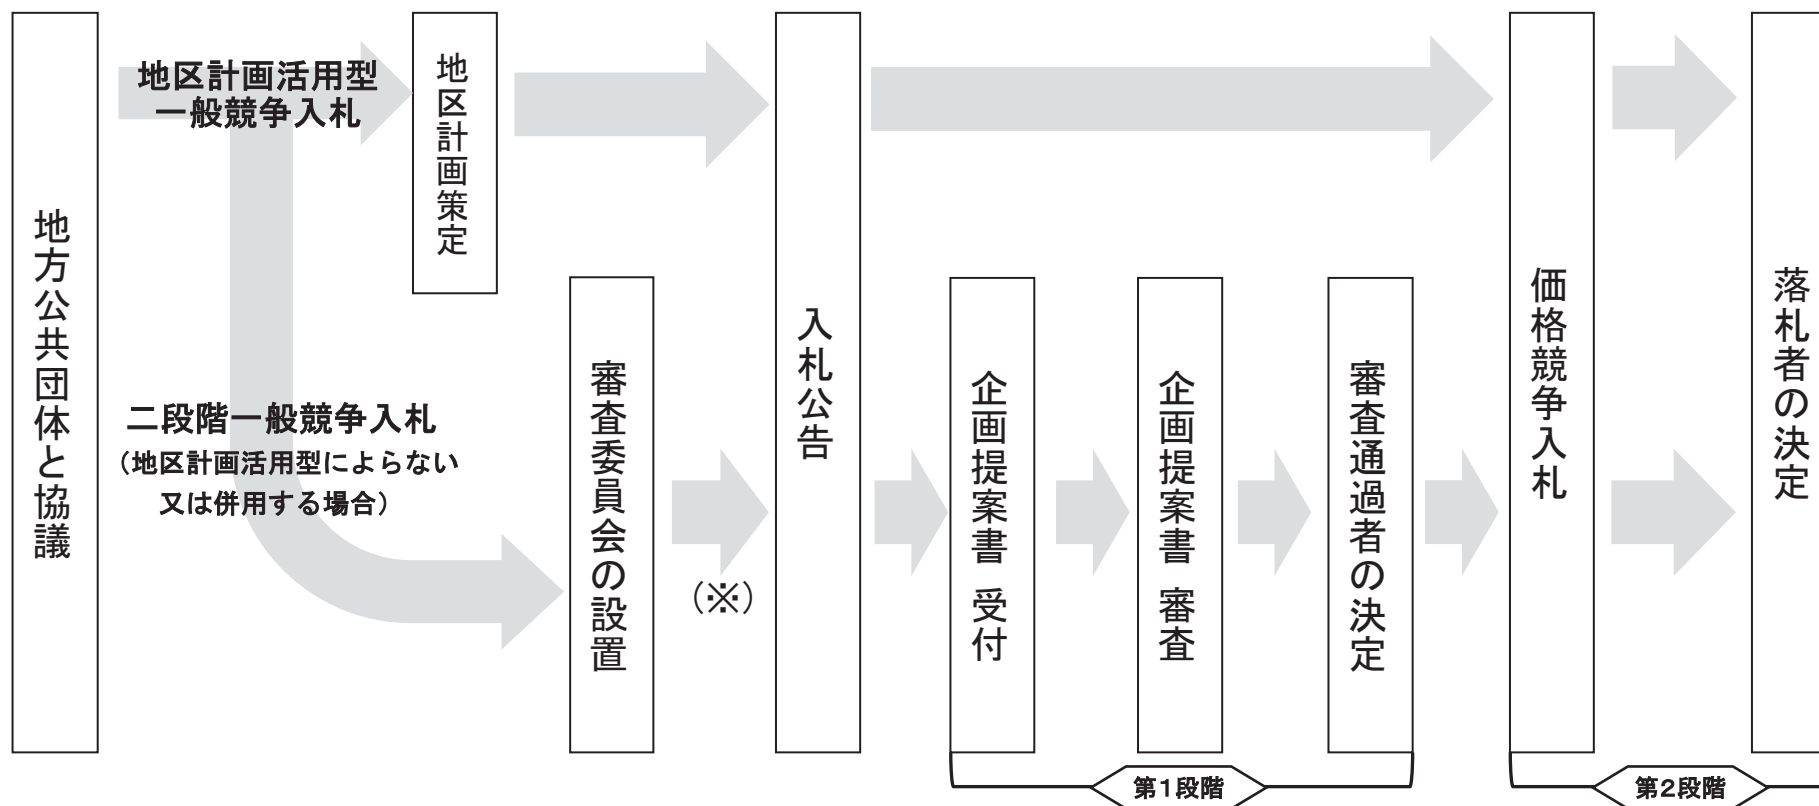 地方公共団体と協議
地区計画活用型
一般競争入札
地区計画策定
二段階一般競争入札
（地区計画活用型によらない
又は併用する場合）
審査委員会の設置
（※）
入札公告
企画提案書 受付
企画提案書 審査
審査通過者の決定
価格競争入札
落札者の決定
第1段階
第2段階